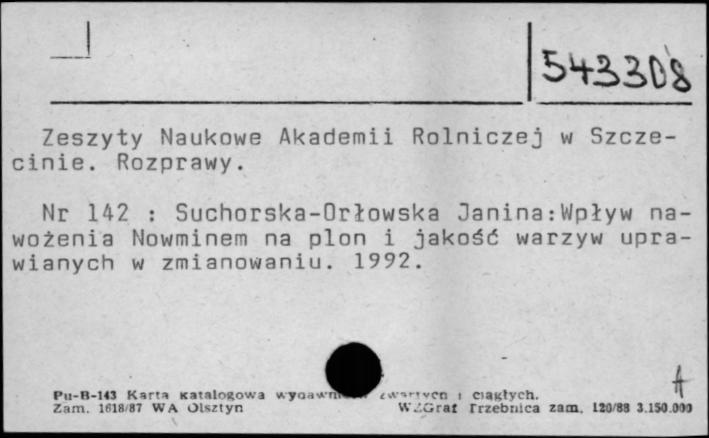 543308
Zeszyty Naukowe Akademii Rolniczej w Szcze-
cinie. Rozprawy.
Nr 142 : Suchorska-Orłowska Janina:Wpływ na-
wożenia Nowminem na plon i jakość warzyw upra-
wianych w zmianowaniu. 1992.
A
Pu-B-143 Karta katalogowa zwartych i ciągłych.
Zam. 1618/87 WA Olsztyn WZGraf Trzebnica zam. 120/88 3.150.000